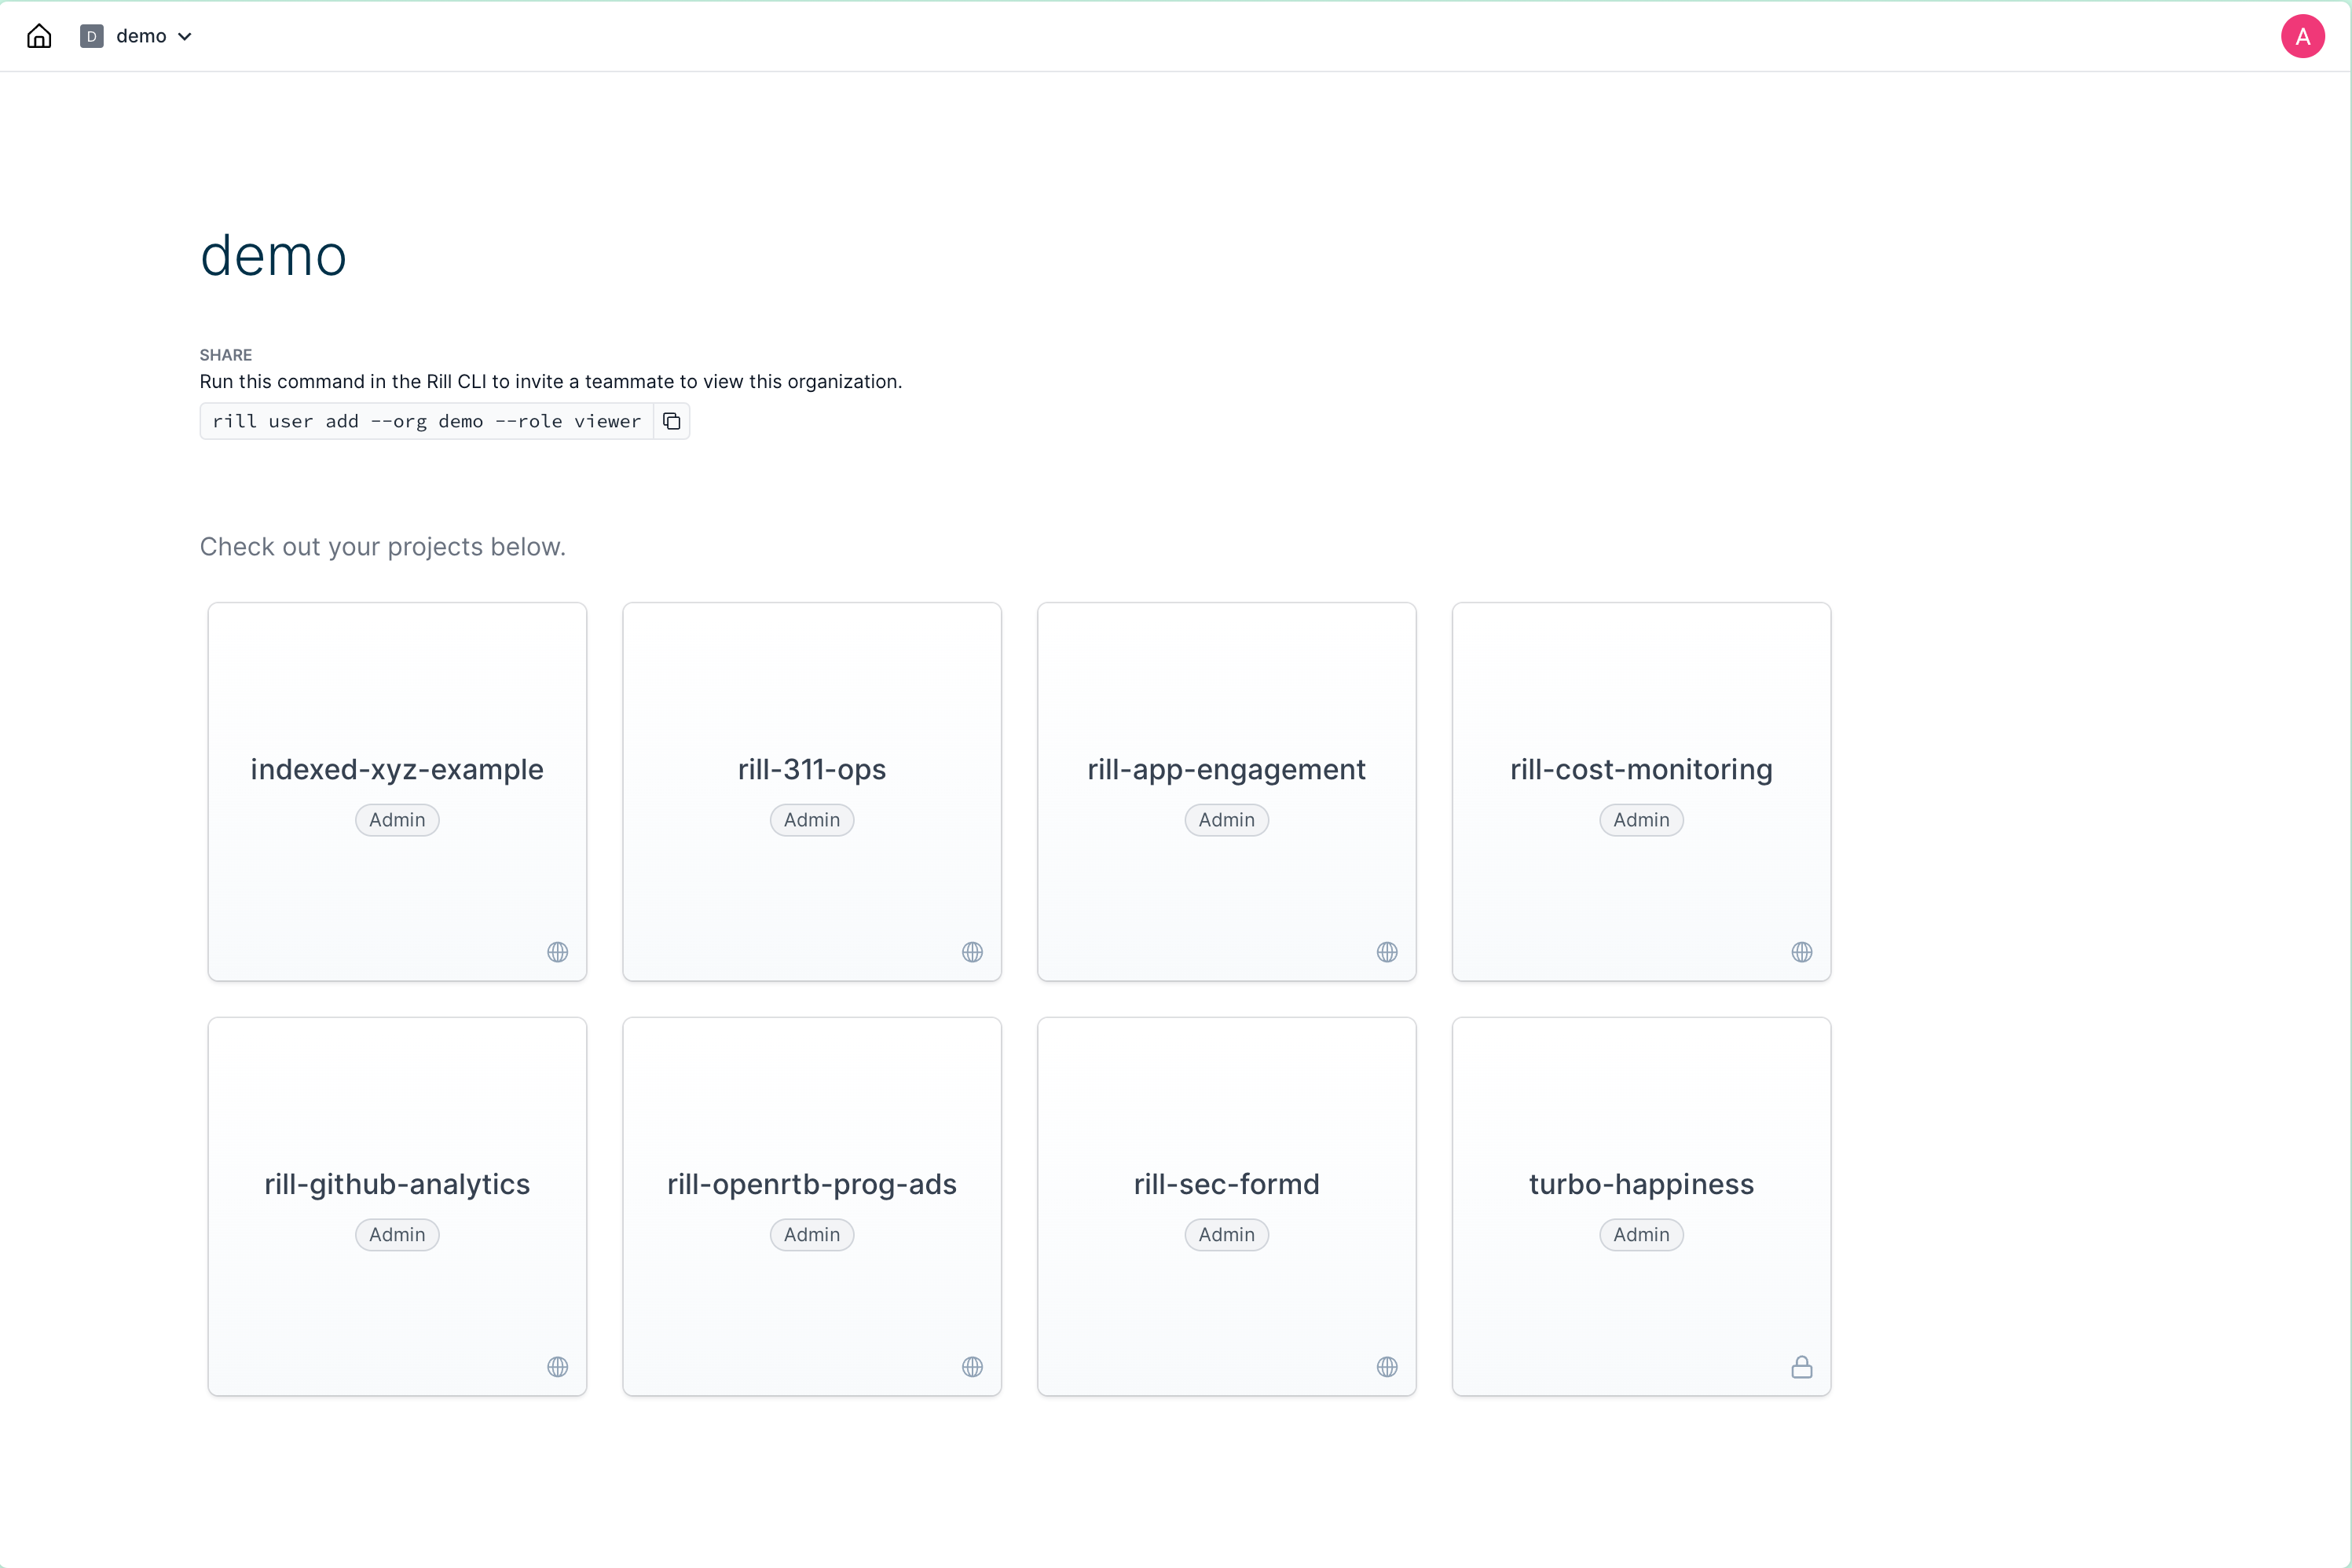 D demo
A
demo
SHARE
Run this command in the Rill CLI to invite a teammate to view this organization.
rill user add --org demo --role viewer
Check out your projects below.
indexed-xyz-example
Admin
rill-311-ops
Admin
rill-app-engagement
Admin
rill-cost-monitoring
Admin
rill-github-analytics
Admin
rill-openrtb-prog-ads
Admin
rill-sec-formd
Admin
turbo-happiness
Admin